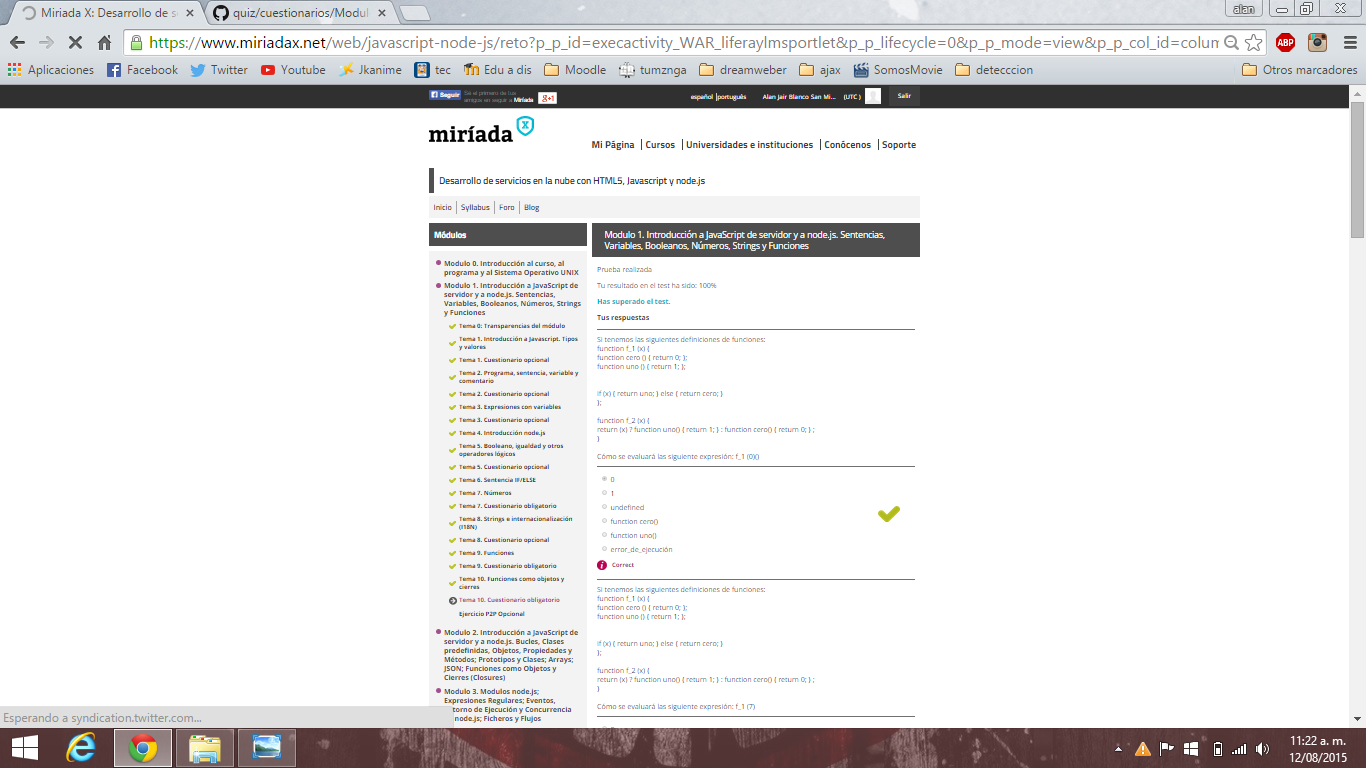 Miriada X: Desarrollo de s
quiz/cuestionarios/Modul
alan
https://www.miriadax.net/web/javascript-node-js/reto?p_p_id=execactivity_WAR_liferaylmsportlet&p_p_lifecycle=0&p_p_mode=view&p_p_col_id=colum
ABP
Aplicaciones
Facebook
Twitter
Youtube
Jkanime
tec
Edu a dis
Moodle
tumznga
dreamweber
ajax
SomosMovie
detecccion
Otros marcadores
Seguir
Sé el primero de tus
amigos en seguir a Miríada
g+1
español |portugués
Alan Jair Blanco San Mi...
(UTC )
Salir
miríada X
Mi Página | Cursos | Universidades e instituciones | Conócenos | Soporte
Desarrollo de servicios en la nube con HTML5, Javascript y node.js
Inicio | Syllabus | Foro | Blog
Módulos
Modulo 0. Introducción al curso, al
programa y al Sistema Operativo UNIX
Modulo 1. Introducción a JavaScript de
servidor y a node.js. Sentencias,
Variables, Booleanos, Números, Strings
y Funciones
Tema 0: Transparencias del módulo
Tema 1. Introducción a Javascript. Tipos
y valores
Tema 1. Cuestionario opcional
Tema 2. Programa, sentencia, variable y
comentario
Tema 2. Cuestionario opcional
Tema 3. Expresiones con variables
Tema 3. Cuestionario opcional
Tema 4. Introducción node.js
Tema 5. Booleano, igualdad y otros
operadores lógicos
Tema 5. Cuestionario opcional
Tema 6. Sentencia IF/ELSE
Tema 7. Números
Tema 7. Cuestionario obligatorio
Tema 8. Strings e internacionalización
(I18N)
Tema 8. Cuestionario opcional
Tema 9. Funciones
Tema 9. Cuestionario obligatorio
Tema 10. Funciones como objetos y
cierres
Tema 10. Cuestionario obligatorio
Ejercicio P2P Opcional
Modulo 2. Introducción a JavaScript de
servidor y a node.js. Bucles, Clases
predefinidas, Objetos, Propiedades y
Métodos; Prototipos y Clases; Arrays;
JSON; Funciones como Objetos y
Cierres (Closures)
Modulo 3. Modulos node.js;
Expresiones Regulares; Eventos,
ntorno de Ejecución y Concurrencia
node.js; Ficheros y Flujos
Modulo 1. Introducción a JavaScript de servidor y a node.js. Sentencias,
Variables, Booleanos, Números, Strings y Funciones
Prueba realizada
Tu resultado en el test ha sido: 100%
Has superado el test.
Tus respuestas
Si tenemos las siguientes definiciones de funciones:
function f_1 (x) {
function cero () { return 0; };
function uno () { return 1; };
if (x) { return uno; } else { return cero; }
};
function f_2 (x) {
return (x) ? function uno() { return 1; } : function cero() { return 0; } ;
}
Cómo se evaluará las siguiente expresión: f_1 (0)()
0
1
undefined
function cero()
function uno()
error_de_ejecución
Correct
Si tenemos las siguientes definiciones de funciones:
function f_1 (x) {
function cero () { return 0; };
function uno () { return 1; };
if (x) { return uno; } else { return cero; }
};
function f_2 (x) {
return (x) ? function uno() { return 1; } : function cero() { return 0; } ;
}
Cómo se evaluará las siguiente expresión: f_1 (7)
Esperando a syndication.twitter.com...
11:22 a. m.
12/08/2015